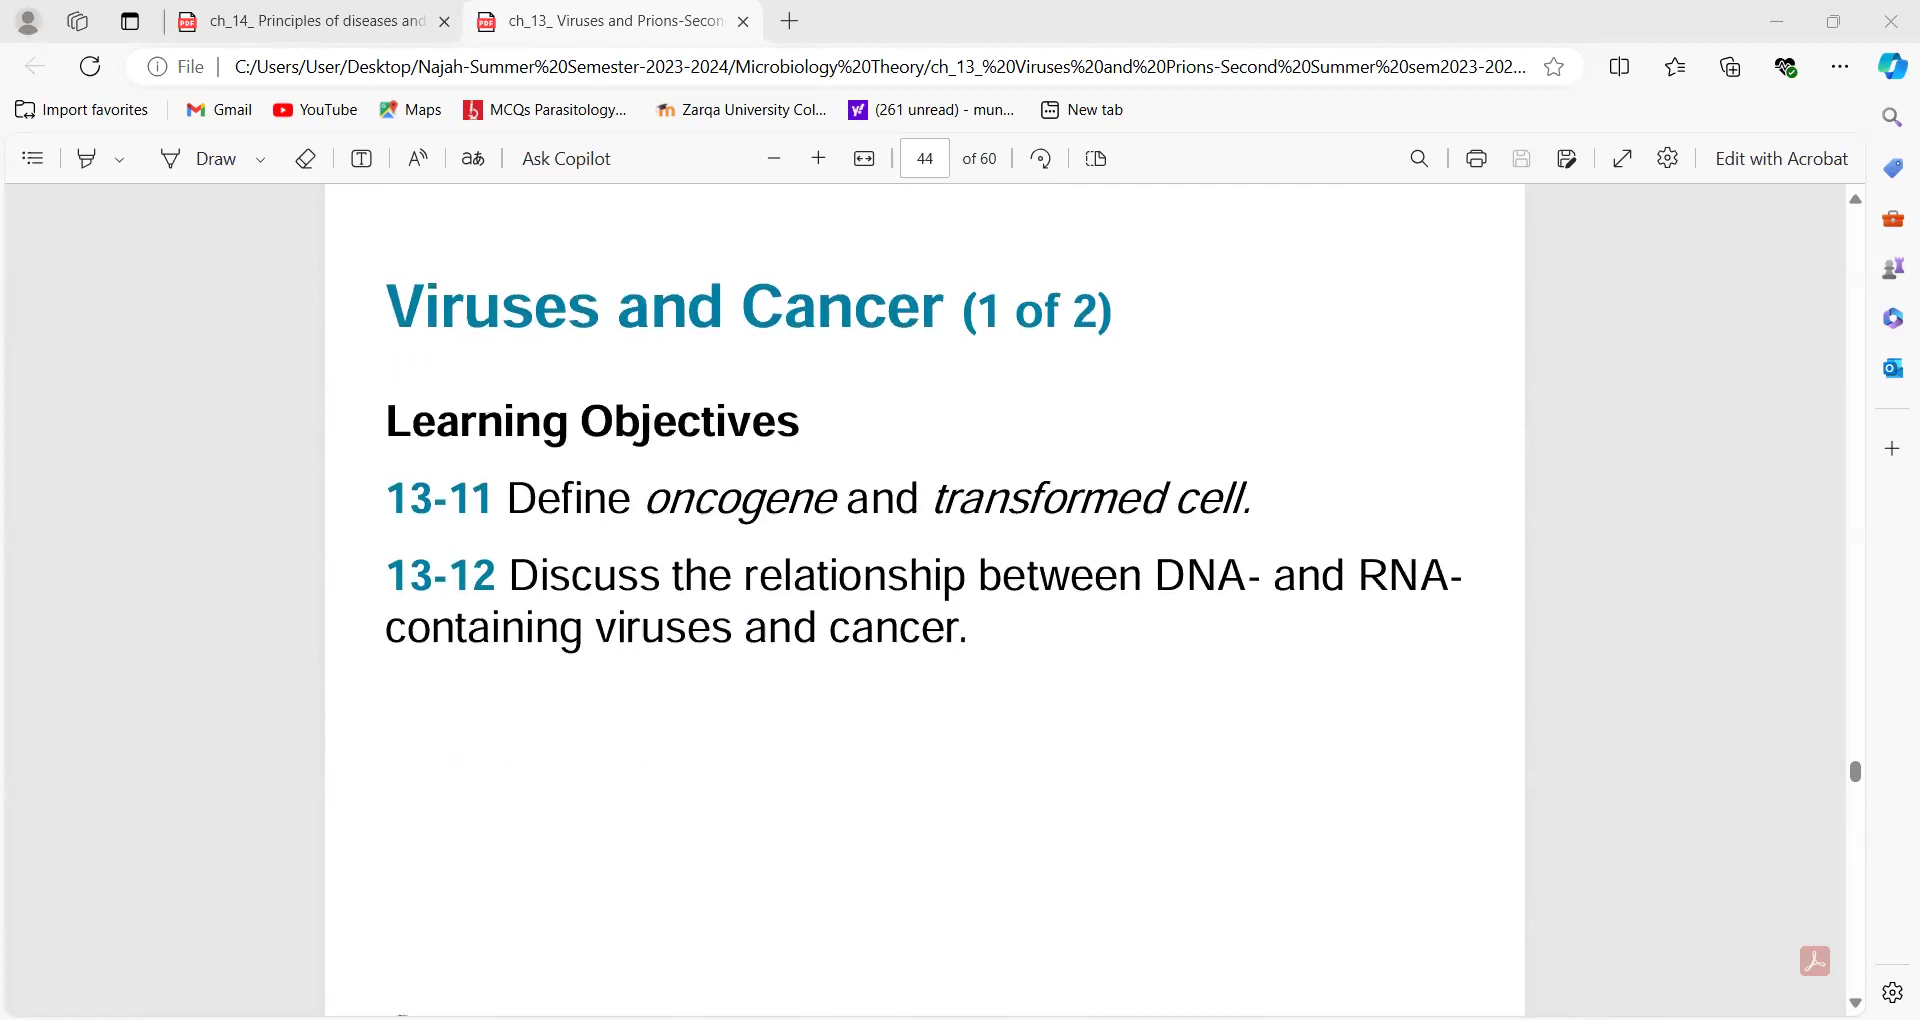 ch_14_ Principles of diseases and
ch_13_ Viruses and Prions-Secon
File
C:/Users/User/Desktop/Najah-Summer%20Semester-2023-2024/Microbiology%20Theory/ch_13_%20Viruses%20and%20Prions-Second%20Summer%20sem2023-202...
Import favorites
Gmail
YouTube
Maps
MCQs Parasitology...
Zarqa University Col...
(261 unread) - mun...
New tab
Draw
Ask Copilot
44 of 60
Edit with Acrobat
Viruses and Cancer (1 of 2)
Learning Objectives
13-11 Define oncogene and transformed cell.
13-12 Discuss the relationship between DNA- and RNA-
containing viruses and cancer.